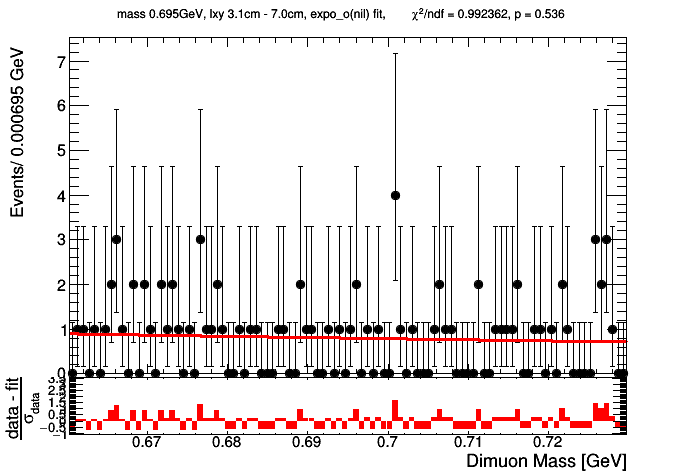 mass 0.695GeV, lxy 3.1cm - 7.0cm, expo_o(nil) fit, χ²/ndf = 0.992362, p = 0.536
Events/ 0.000695 GeV
7
6
5
4
3
2
1
0
data - fit
σdata
0.67
0.68
0.69
0.7
0.71
0.72
Dimuon Mass [GeV]